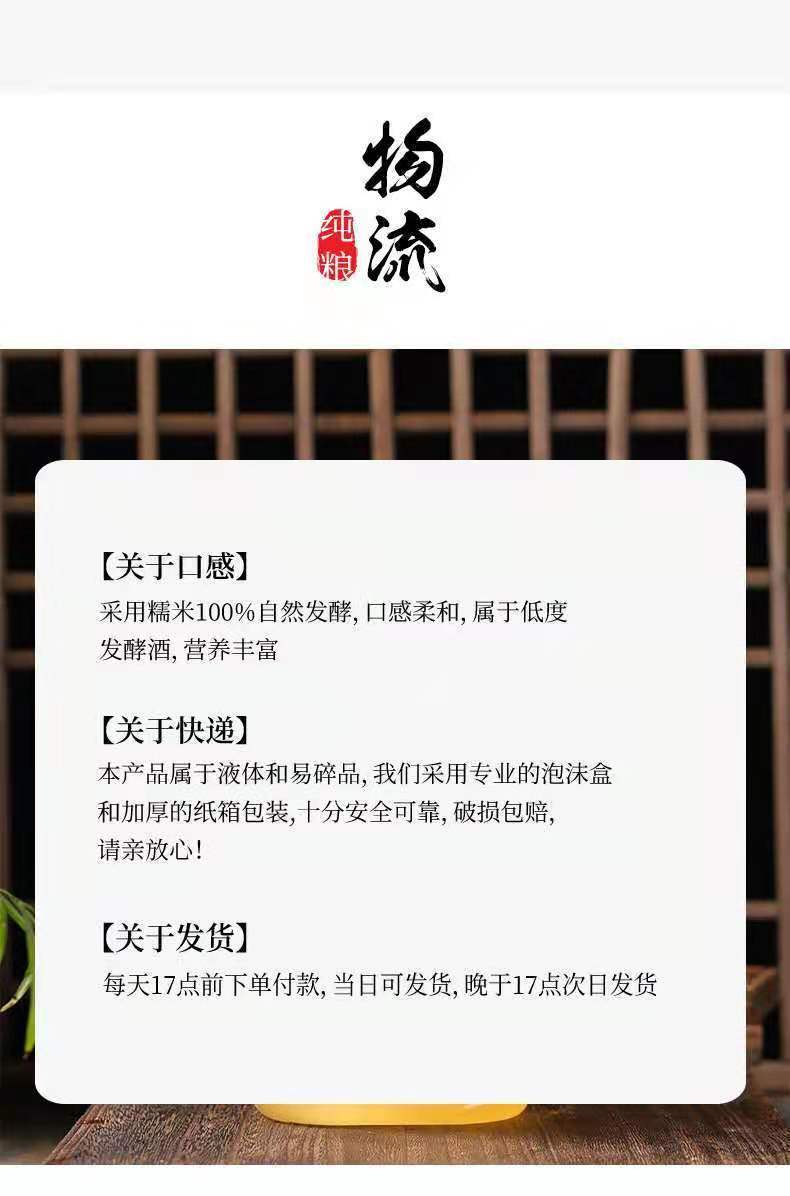 物流
纯粮
【关于口感】
采用糯米100%自然发酵, 口感柔和, 属于低度
发酵酒, 营养丰富
【关于快递】
本产品属于液体和易碎品, 我们采用专业的泡沫盒
和加厚的纸箱包装,十分安全可靠, 破损包赔,
请亲放心!
【关于发货】
每天17点前下单付款, 当日可发货, 晚于17点次日发货